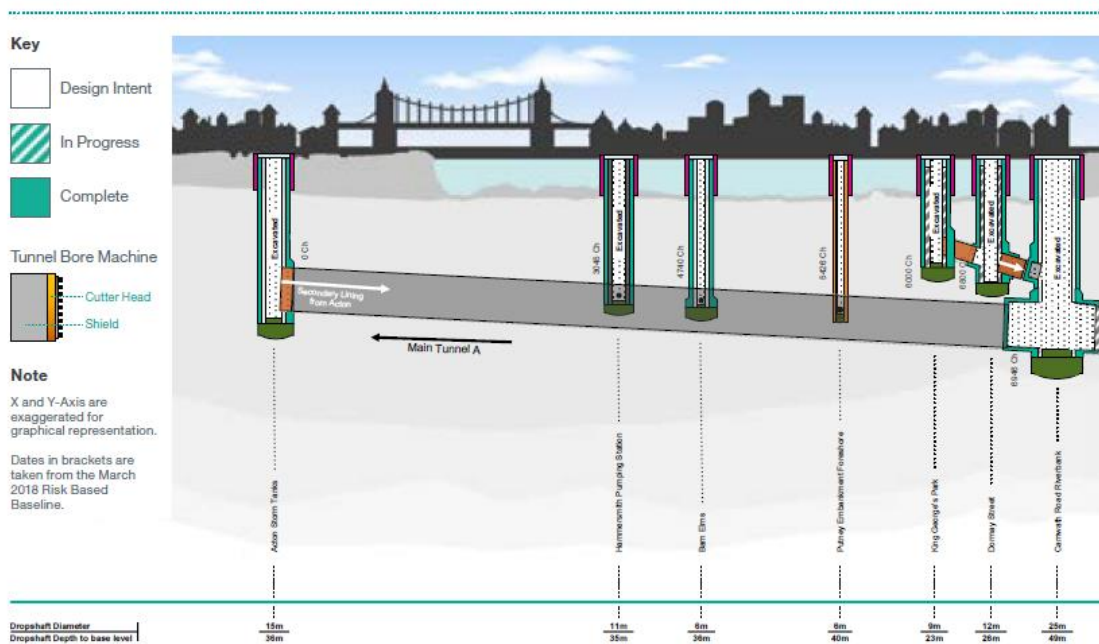 Key
Design Intent
In Progress
Complete
Tunnel Bore Machine
Cutter Head
Shield
Note
X and Y-Axis are
exaggerated for
graphical representation.
Dates in brackets are
taken from the March
2018 Risk Based
Baseline.
Excavated
0 Ch
Secondary Lining
from Acton
Main Tunnel A
Excavated
3046 Ch
4740 Ch
Excavated
6000 Ch
Excavated
Excavated
6946 Ch
Acton Storm Tanks
Hammersmith Pumping Station
Barn Elms
Putney Embankment Foreshore
King George's Park
Dormay Street
Carnwath Road Riverbank
Dropshaft Diameter 15m 11m 6m 6m 9m 12m 25m
Dropshaft Depth to base level 36m 35m 36m 40m 23m 26m 49m